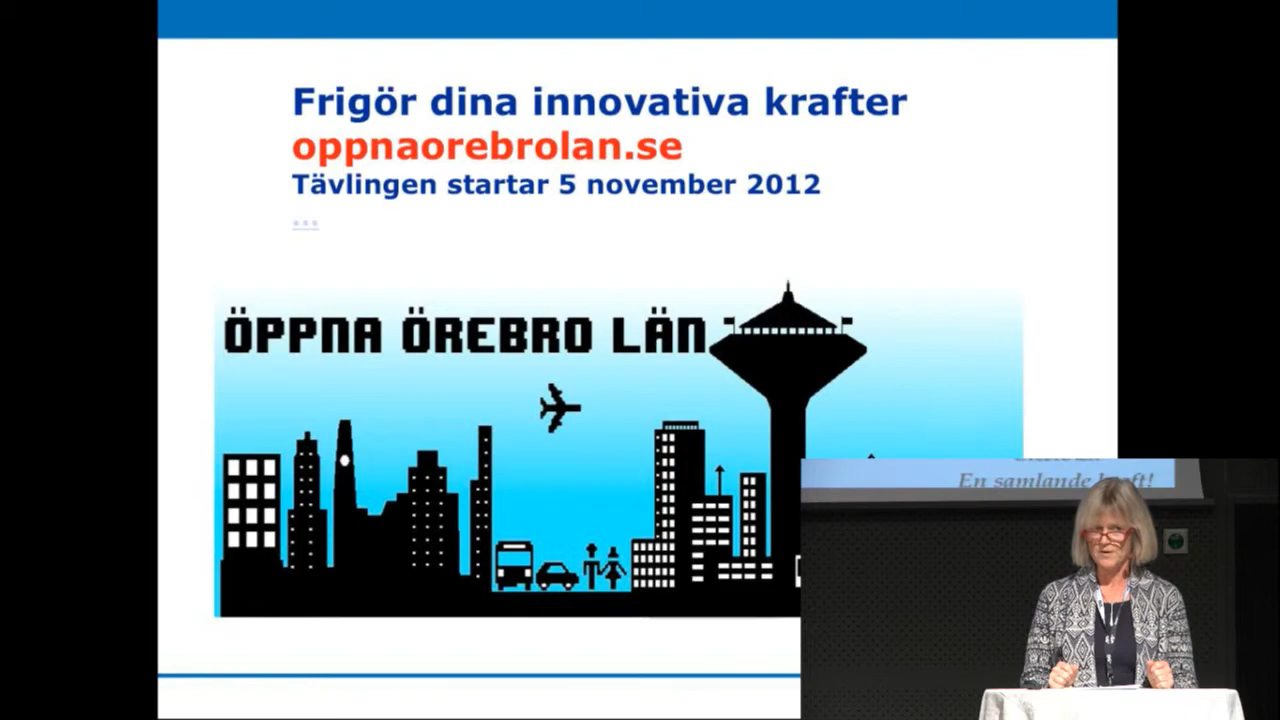 Frigör dina innovativa krafter
oppnaorebrolan.se
Tävlingen startar 5 november 2012
...
ÖPPNA ÖREBRO LÄN
En samlande kraft!